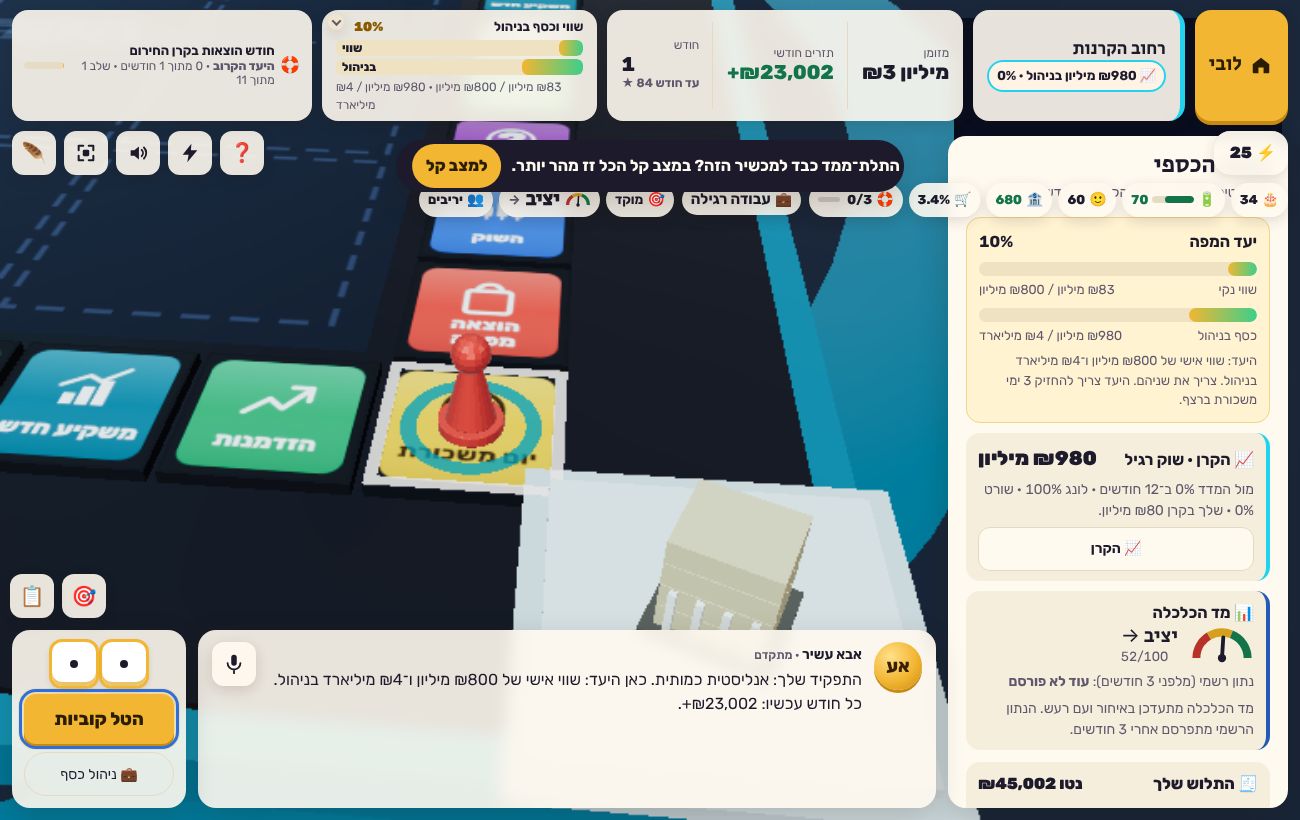 לובי
רחוב הקרנות
📈 ₪980 מיליון בניהול · 0%
מזומן
₪3 מיליון
תזרים חודשי
+₪23,002
חודש
1
עד חודש 84 ★
שווי וכסף בניהול
10%
שווי
בניהול
₪83 מיליון / ₪800 מיליון · ₪980 מיליון / ₪4 מיליארד
חודש הוצאות בקרן החירום
היעד הקרוב · 0 מתוך 1 חודשים · שלב 1 מתוך 11
⚡ 25
הכספי
התלת־ממד כבד למכשיר הזה? במצב קל הכל זז מהר יותר.
למצב קל
🎂 34
🔋 70
🙂 60
🏦 680
🛒 3.4%
🛟 0/3
💼 עבודה רגילה
🎯 מוקד
יציב →
👥 יריבים
יעד המפה
10%
שווי נקי
₪83 מיליון / ₪800 מיליון
כסף בניהול
₪980 מיליון / ₪4 מיליארד
היעד: שווי אישי של ₪800 מיליון ו־₪4 מיליארד
בניהול. צריך את שניהם. היעד צריך להחזיק 3 ימי
משכורת ברצף.
📈 הקרן · שוק רגיל
₪980 מיליון
מול המדד 0% ב־12 חודשים · לונג 100% · שורט
0% · שלך בקרן ₪80 מיליון.
📈 הקרן
📊 מד הכלכלה
יציב →
52/100
נתון רשמי (מלפני 3 חודשים): עוד לא פורסם
מד הכלכלה מתעדכן באיחור ועם רעש. הנתון
הרשמי מתפרסם אחרי 3 חודשים.
🧾 התלוש שלך
נטו ₪45,002
השוק
הוצאה
יום משכורת
הזדמנות
משקיע חדש
אע
אבא עשיר · מתקדם
התפקיד שלך: אנליסטית כמותית. כאן היעד: שווי אישי של ₪800 מיליון ו־₪4 מיליארד בניהול.
כל חודש עכשיו: +₪23,002.
הטל קוביות
💼 ניהול כסף